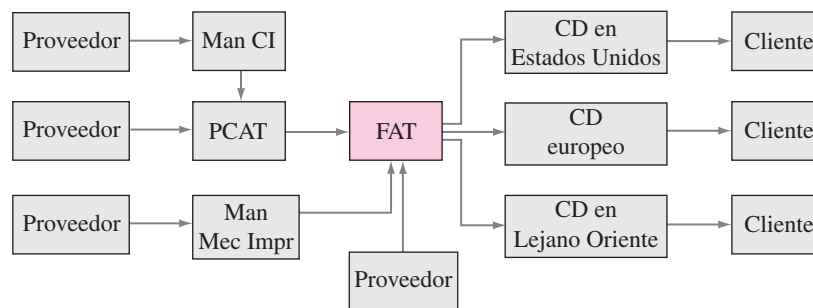 Proveedor
Man CI
CD en
Estados Unidos
Cliente
Proveedor
PCAT
FAT
CD
europeo
Cliente
Proveedor
Man
Mec Impr
CD en
Lejano Oriente
Cliente
Proveedor